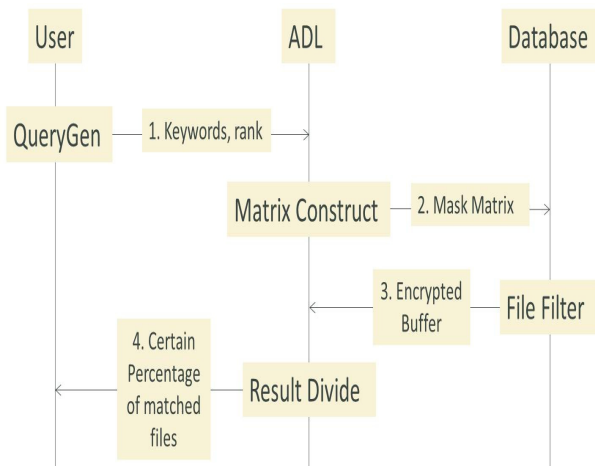 User
ADL
Database
QueryGen
1. Keywords, rank
Matrix Construct
2. Mask Matrix
3. Encrypted
Buffer
File Filter
4. Certain
Percentage
of matched
files
Result Divide